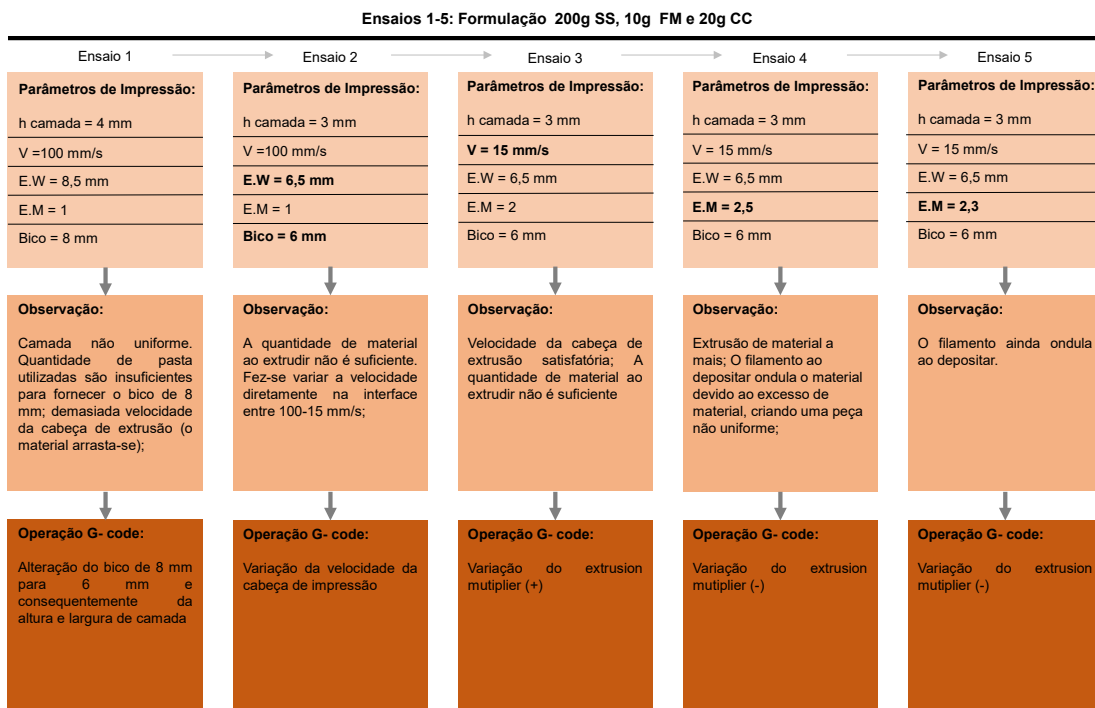 Ensaios 1-5: Formulação 200g SS, 10g FM e 20g CC
Ensaio 1
Ensaio 2
Ensaio 3
Ensaio 4
Ensaio 5
Parâmetros de Impressão:
h camada = 4 mm
V =100 mm/s
E.W = 8,5 mm
E.M = 1
Bico = 8 mm
Parâmetros de Impressão:
h camada = 3 mm
V =100 mm/s
E.W = 6,5 mm
E.M = 1
Bico = 6 mm
Parâmetros de Impressão:
h camada = 3 mm
V = 15 mm/s
E.W = 6,5 mm
E.M = 2
Bico = 6 mm
Parâmetros de Impressão:
h camada = 3 mm
V = 15 mm/s
E.W = 6,5 mm
E.M = 2,5
Bico = 6 mm
Parâmetros de Impressão:
h camada = 3 mm
V = 15 mm/s
E.W = 6,5 mm
E.M = 2,3
Bico = 6 mm
Observação:
Camada não uniforme.
Quantidade de pasta
utilizadas são insuficientes
para fornecer o bico de 8
mm; demasiada velocidade
da cabeça de extrusão (o
material arrasta-se);
Observação:
A quantidade de material
ao extrudir não é suficiente.
Fez-se variar a velocidade
diretamente na interface
entre 100-15 mm/s;
Observação:
Velocidade da cabeça de
extrusão satisfatória; A
quantidade de material ao
extrudir não é suficiente
Observação:
Extrusão de material a
mais; O filamento ao
depositar ondula o material
devido ao excesso de
material, criando uma peça
não uniforme;
Observação:
O filamento ainda ondula
ao depositar.
Operação G- code:
Alteração do bico de 8 mm
para 6 mm e
consequentemente da
altura e largura de camada
Operação G- code:
Variação da velocidade da
cabeça de impressão
Operação G- code:
Variação do extrusion
mutiplier (+)
Operação G- code:
Variação do extrusion
mutiplier (-)
Operação G- code:
Variação do extrusion
mutiplier (-)